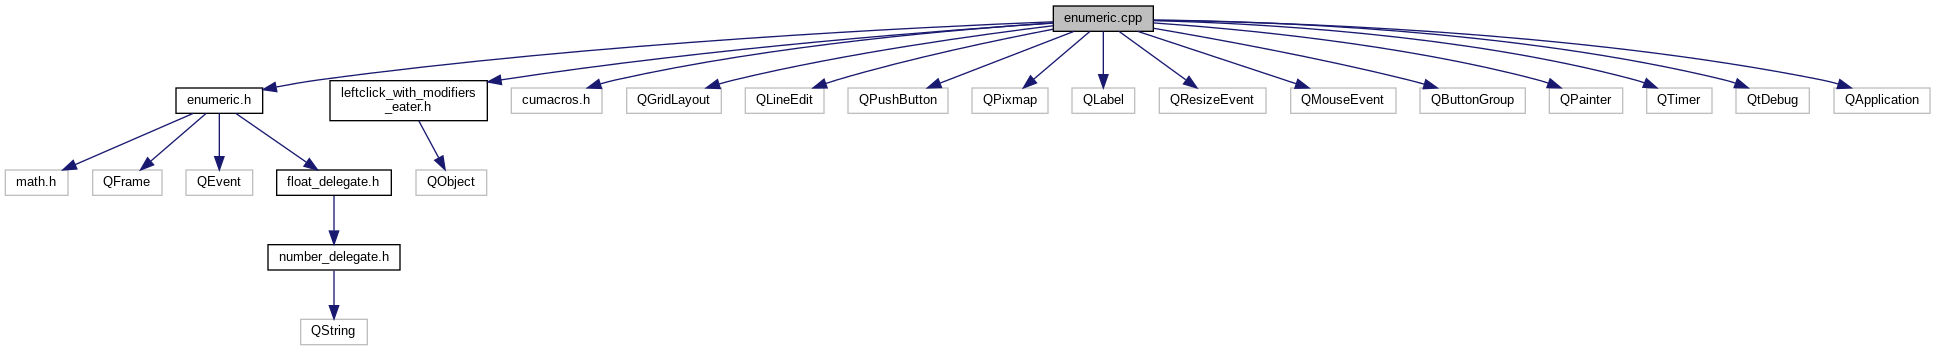 enumeric.cpp
enumeric.h
leftclick_with_modifiers
_eater.h
cumacros.h
QGridLayout
QLineEdit
QPushButton
QPixmap
QLabel
QResizeEvent
QMouseEvent
QButtonGroup
QPainter
QTimer
QtDebug
QApplication
math.h
QFrame
QEvent
float_delegate.h
QObject
number_delegate.h
QString